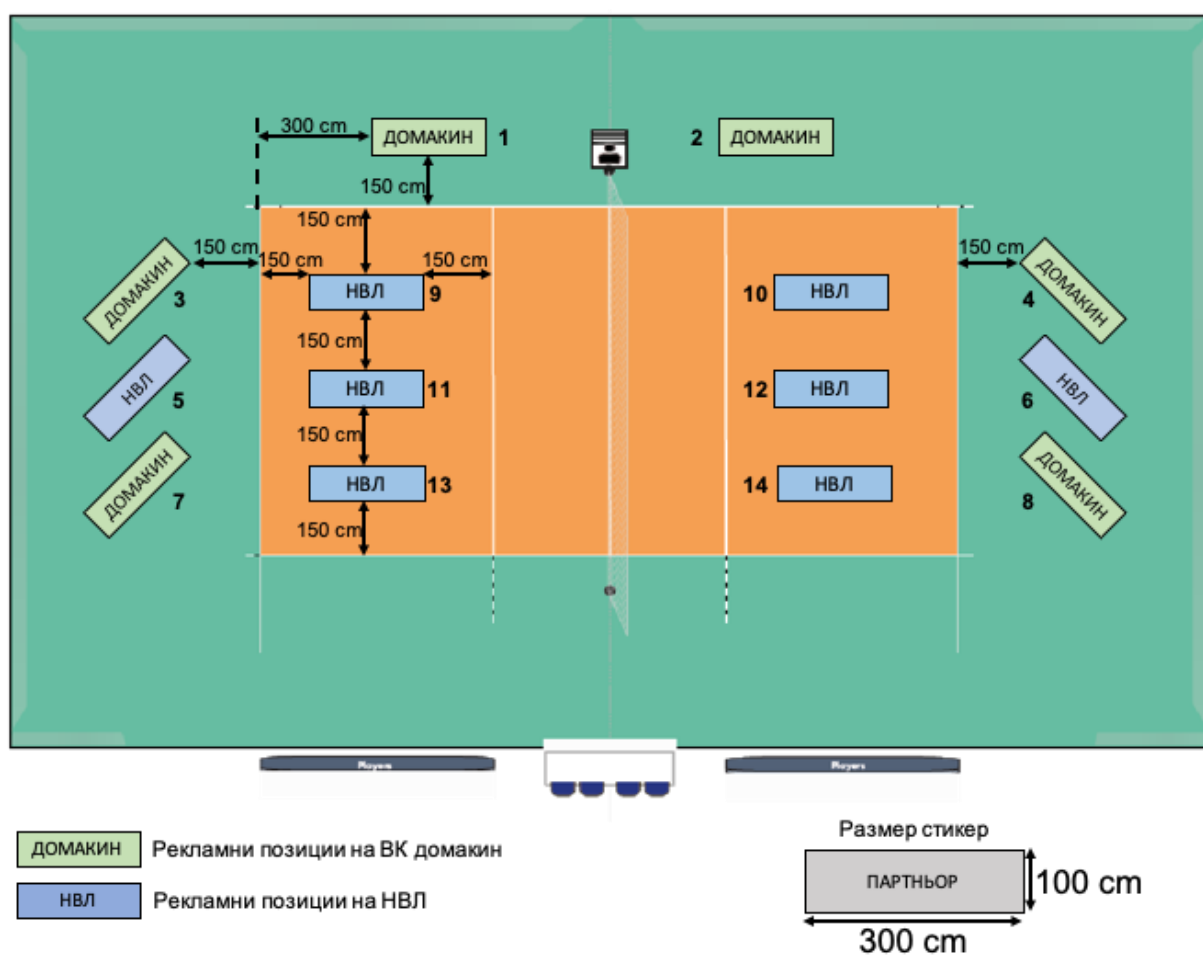 300 cm
ДОМАКИН 1
2 ДОМАКИН
150 cm
150 cm
150 cm
150 cm
150 cm
150 cm
ДОМАКИН
3
НВЛ 9
10 НВЛ
4
ДОМАКИН
150 cm
НВЛ
5
НВЛ 11
12 НВЛ
6
НВЛ
150 cm
ДОМАКИН
7
НВЛ 13
14 НВЛ
8
ДОМАКИН
150 cm
Players
Players
ДОМАКИН Рекламни позиции на ВК домакин
НВЛ Рекламни позиции на НВЛ
Размер стикер
ПАРТНЬОР
100 cm
300 cm